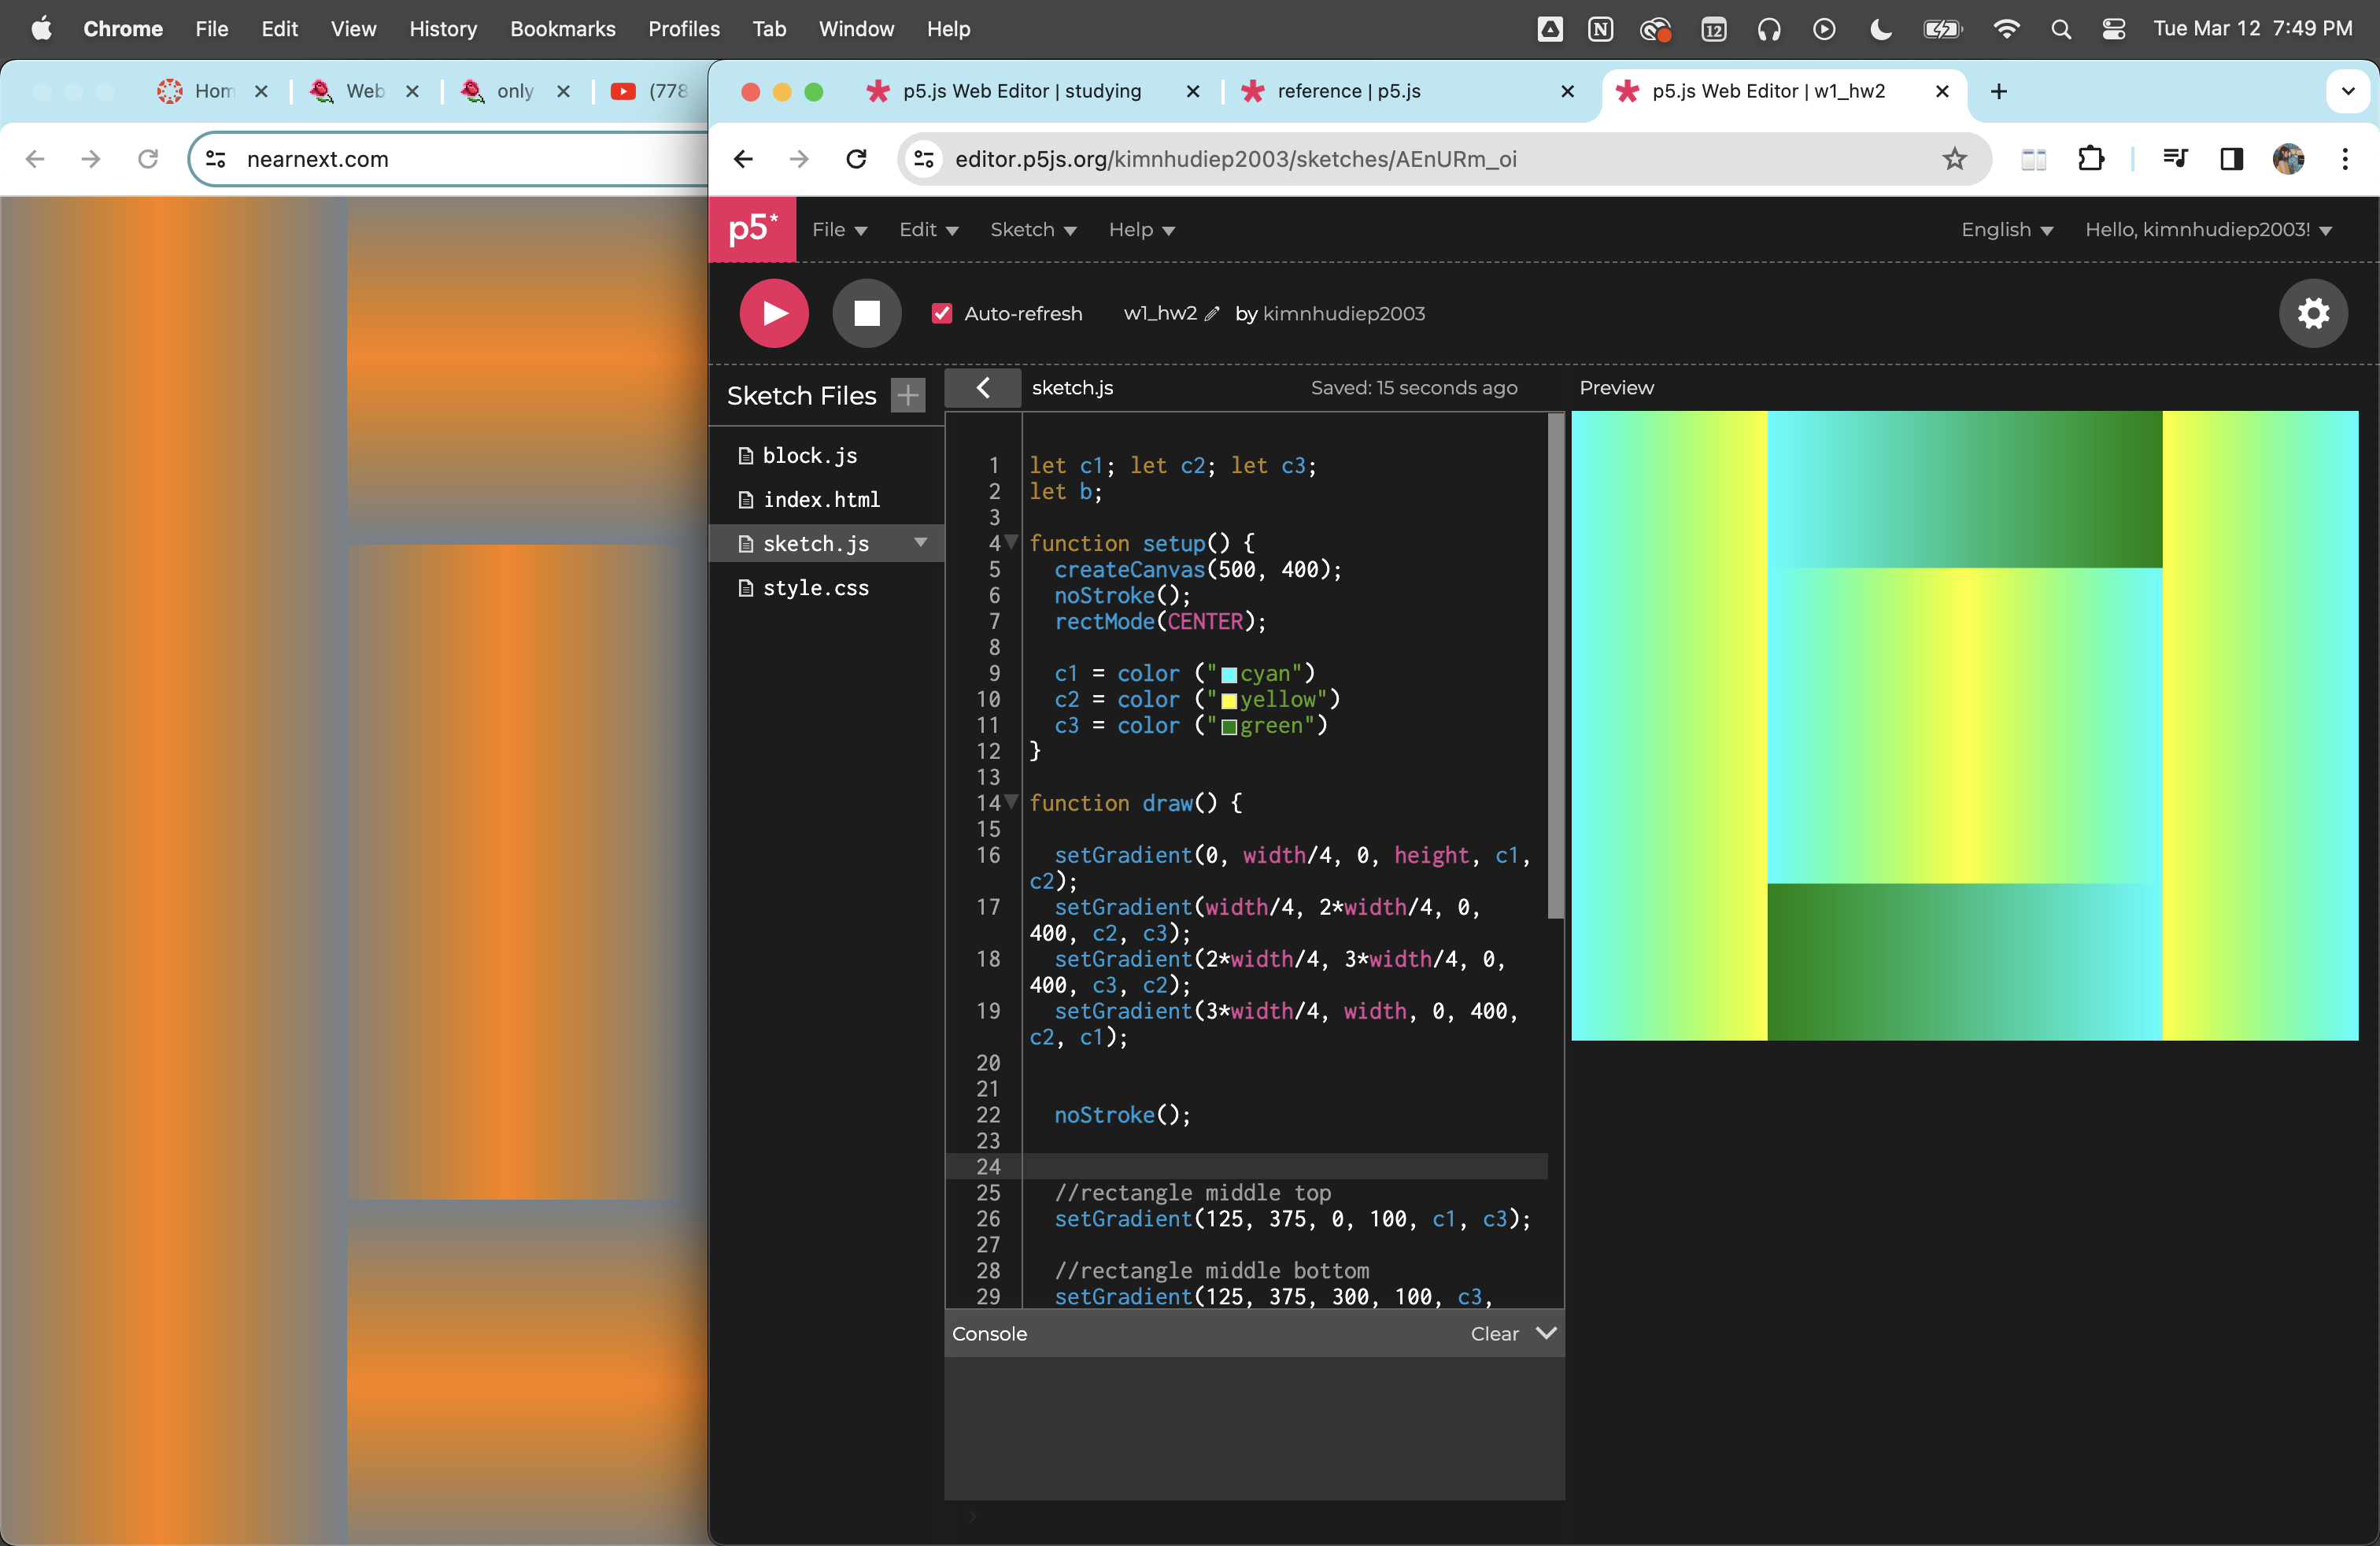 Chrome File Edit View History Bookmarks Profiles Tab Window Help
12 Tue Mar 12 7:49 PM
Hom Web only (778
p5.js Web Editor | studying reference | p5.js p5.js Web Editor | w1_hw2
nearnext.com
editor.p5js.org/kimnhudiep2003/sketches/AEnURm_oi
p5* File Edit Sketch Help English Hello, kimnhudiep2003!
Auto-refresh w1_hw2 by kimnhudiep2003
Sketch Files
block.js
index.html
sketch.js
style.css
sketch.js Saved: 15 seconds ago Preview
1 let c1; let c2; let c3;
2 let b;
3
4 function setup() {
5 createCanvas(500, 400);
6 noStroke();
7 rectMode(CENTER);
8
9 c1 = color ("cyan")
10 c2 = color ("yellow")
11 c3 = color ("green")
12 }
13
14 function draw() {
15
16 setGradient(0, width/4, 0, height, c1,
c2);
17 setGradient(width/4, 2*width/4, 0,
400, c2, c3);
18 setGradient(2*width/4, 3*width/4, 0,
400, c3, c2);
19 setGradient(3*width/4, width, 0, 400,
c2, c1);
20
21
22 noStroke();
23
24
25 //rectangle middle top
26 setGradient(125, 375, 0, 100, c1, c3);
27
28 //rectangle middle bottom
29 setGradient(125, 375, 300, 100, c3,
Console Clear